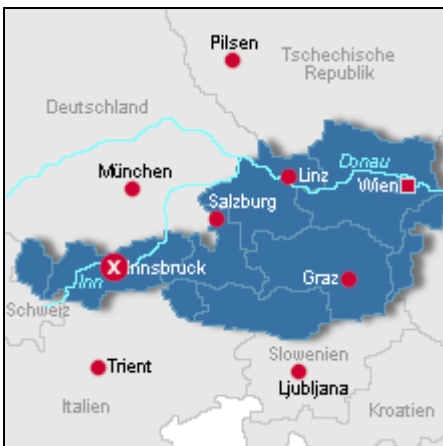 Pilsen
Tschechische
Republik
Deutschland
München
Donau
Linz
Wien
Salzburg
X
Innsbruck
Inn
Graz
Schweiz
Trient
Slowenien
Ljubljana
Italien
Kroatien